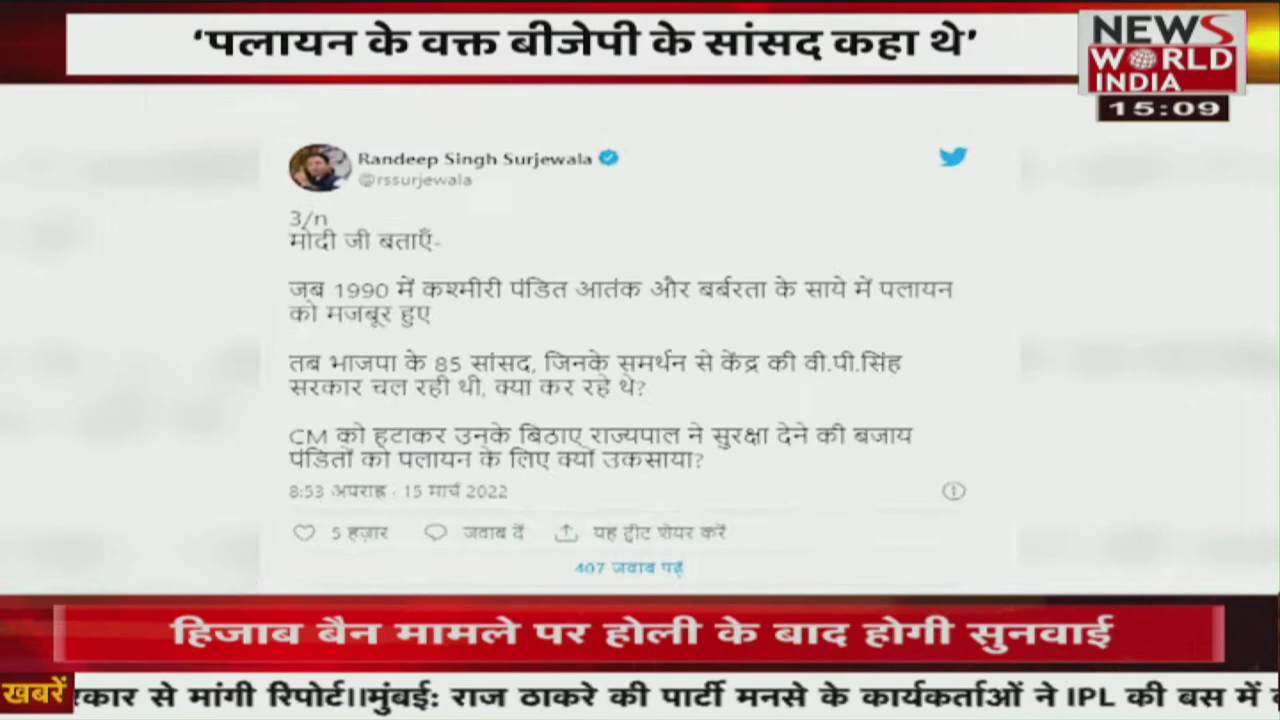 ‘पलायन के वक्त बीजेपी के सांसद कहा थे’
NEWS
WORLD
INDIA
15:09
Randeep Singh Surjewala
@rssurjewala
3/n
मोदी जी बताएँ-
जब 1990 में कश्मीरी पंडित आतंक और बर्बरता के साये में पलायन
को मजबूर हुए
तब भाजपा के 85 सांसद, जिनके समर्थन से केंद्र की वी.पी.सिंह
सरकार चल रही थी, क्या कर रहे थे?
CM को हटाकर उनके बिठाए राज्यपाल ने सुरक्षा देने की बजाय
पंडितों को पलायन के लिए क्यों उकसाया?
8:53 अपराह्न · 15 मार्च 2022
5 हज़ार जवाब दें यह ट्वीट शेयर करें
407 जवाब पढ़ें
हिजाब बैन मामले पर होली के बाद होगी सुनवाई
खबरें रकार से मांगी रिपोर्ट।।मुंबई: राज ठाकरे की पार्टी मनसे के कार्यकर्ताओं ने IPL की बस में